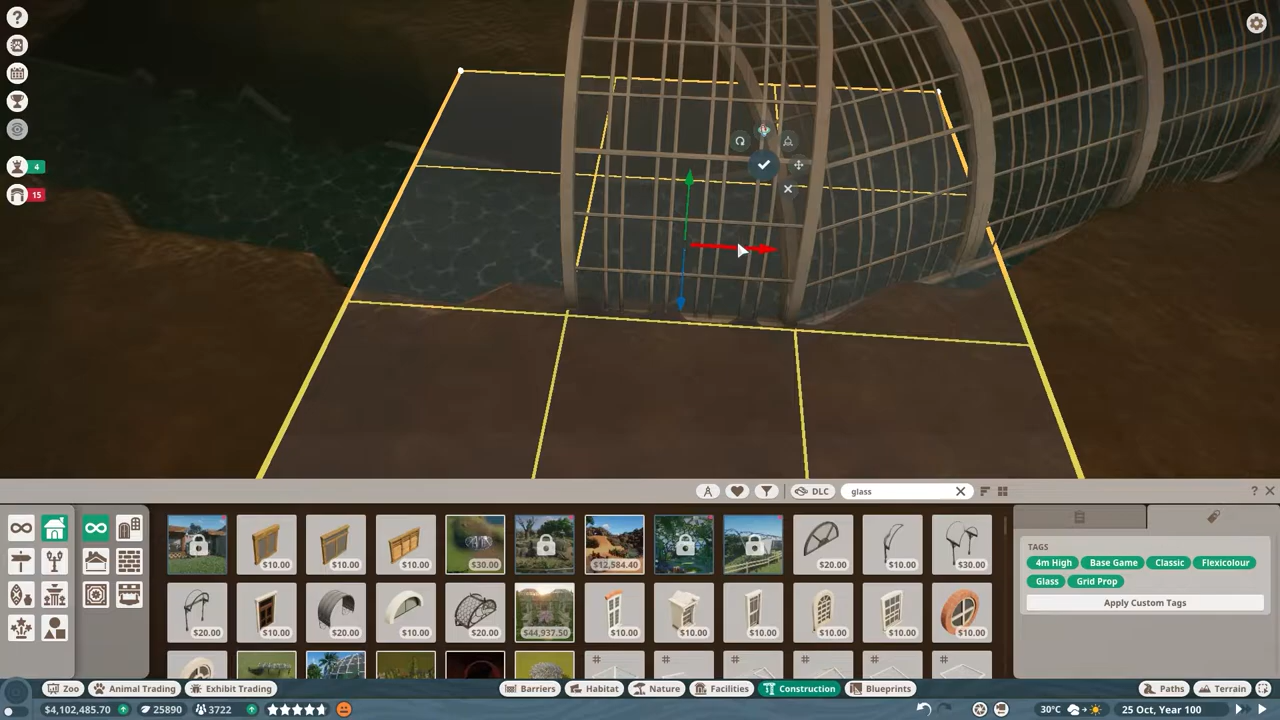 ?
4
15
DLC
glass
? ×
$10.00 $10.00 $10.00 $30.00 $12,584.40 $20.00 $10.00 $30.00
$20.00 $10.00 $20.00 $10.00 $20.00 $44,937.50 $10.00 $10.00 $10.00 $10.00 $10.00 $10.00
TAGS
4m High Base Game Classic Flexicolour
Glass Grid Prop
Apply Custom Tags
Zoo Animal Trading Exhibit Trading Barriers Habitat Nature Facilities Construction Blueprints Paths Terrain
$4,102,485.70 25890 3722 30°C 25 Oct, Year 100